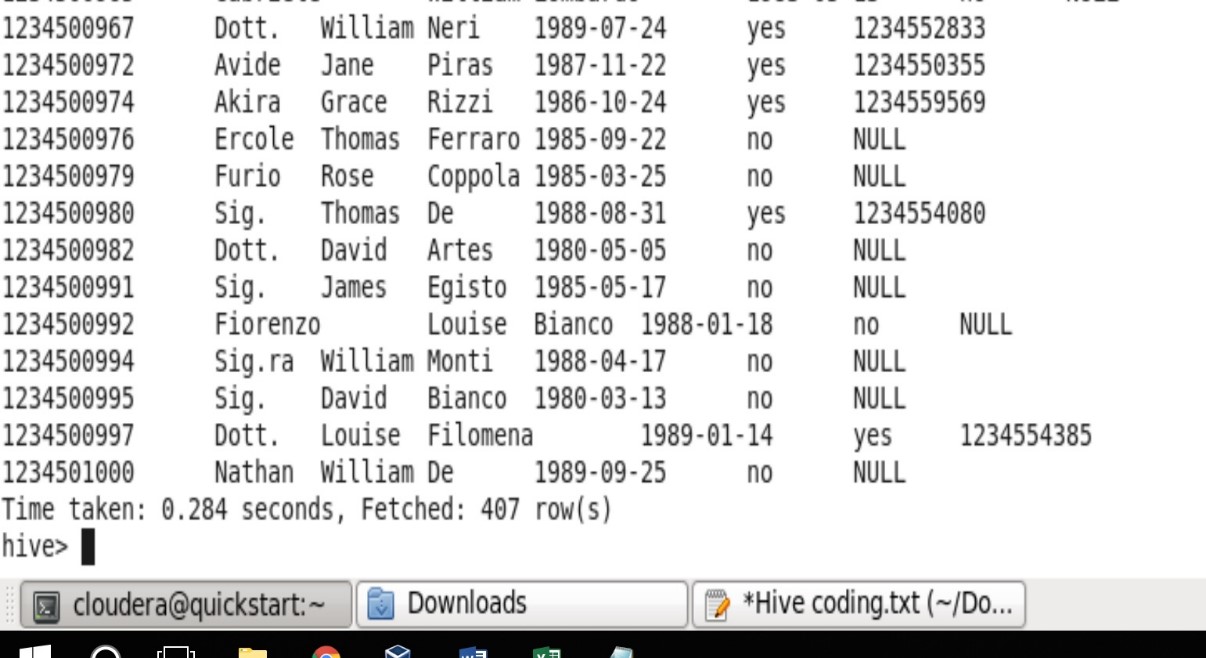 1234500967 Dott. William Neri 1989-07-24 yes 1234552833
1234500972 Avide Jane Piras 1987-11-22 yes 1234550355
1234500974 Akira Grace Rizzi 1986-10-24 yes 1234559569
1234500976 Ercole Thomas Ferraro 1985-09-22 no NULL
1234500979 Furio Rose Coppola 1985-03-25 no NULL
1234500980 Sig. Thomas De 1988-08-31 yes 1234554080
1234500982 Dott. David Artes 1980-05-05 no NULL
1234500991 Sig. James Egisto 1985-05-17 no NULL
1234500992 Fiorenzo Louise Bianco 1988-01-18 no NULL
1234500994 Sig.ra William Monti 1988-04-17 no NULL
1234500995 Sig. David Bianco 1980-03-13 no NULL
1234500997 Dott. Louise Filomena 1989-01-14 yes 1234554385
1234501000 Nathan William De 1989-09-25 no NULL
Time taken: 0.284 seconds, Fetched: 407 row(s)
hive>
cloudera@quickstart:~ Downloads *Hive coding.txt (~/Do...